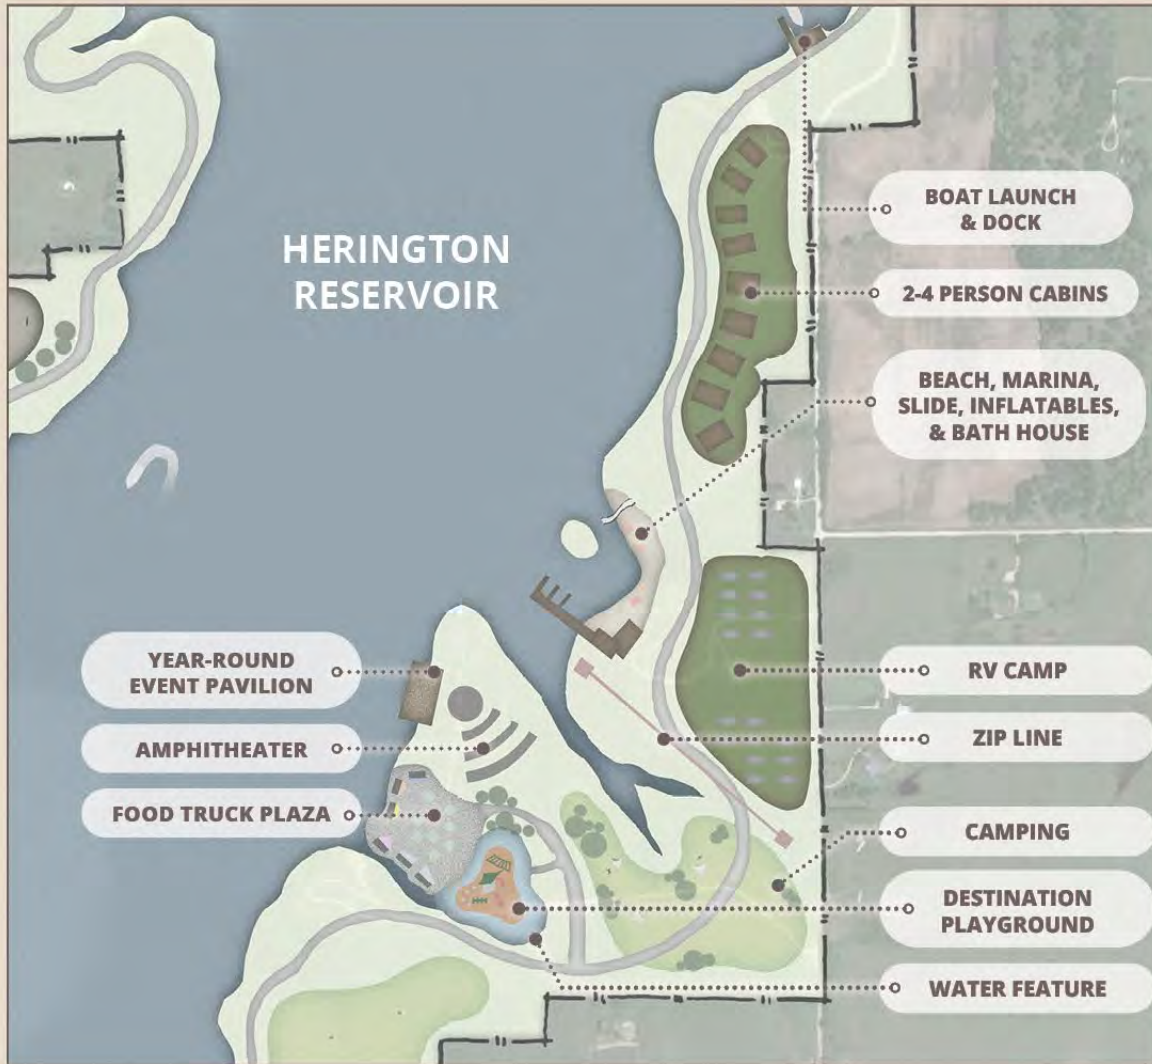 HERINGTON
RESERVOIR
BOAT LAUNCH
& DOCK
2-4 PERSON CABINS
BEACH, MARINA,
SLIDE, INFLATABLES,
& BATH HOUSE
YEAR-ROUND
EVENT PAVILION
AMPHITHEATER
FOOD TRUCK PLAZA
RV CAMP
ZIP LINE
CAMPING
DESTINATION
PLAYGROUND
WATER FEATURE